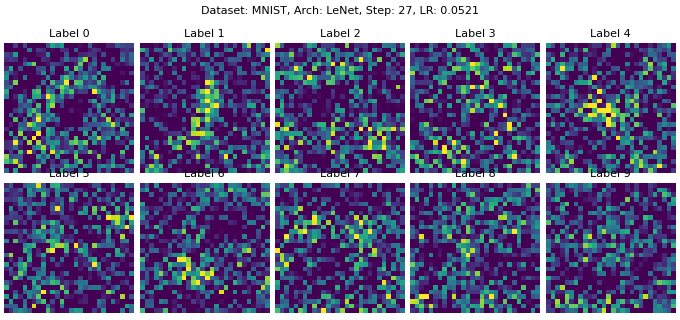 Dataset: MNIST, Arch: LeNet, Step: 27, LR: 0.0521
Label 0 Label 1 Label 2 Label 3 Label 4
Label 5 Label 6 Label 7 Label 8 Label 9